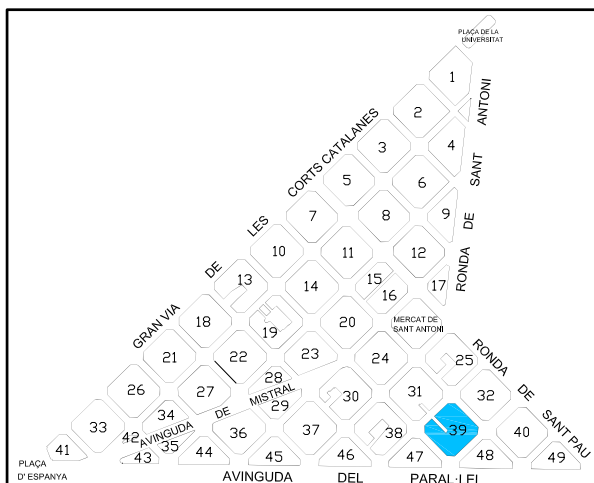 PLAÇA DE LA
UNIVERSITAT
1
2
ANTONI
3
4
CORTS CATALANES
5
6
SANT
7
8
9
LES
DE
10
11
12
RONDA
DE
13
14
15
16
17
GRAN VIA
18
19
20
MERCAT DE
SANT ANTONI
21
22
23
24
25
RONDA
26
27
28
MISTRAL
29
30
31
32
DE
33
34
DE
AVINGUDA
35
36
37
38
39
40
SANT PAU
41
42
43
44
45
46
47
48
49
PLAÇA
D' ESPANYA
AVINGUDA DEL PARAL·LEL